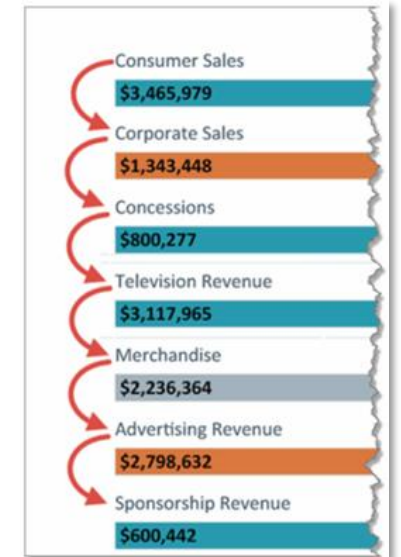 Consumer Sales
$3,465,979
Corporate Sales
$1,343,448
Concessions
$800,277
Television Revenue
$3,117,965
Merchandise
$2,236,364
Advertising Revenue
$2,798,632
Sponsorship Revenue
$600,442